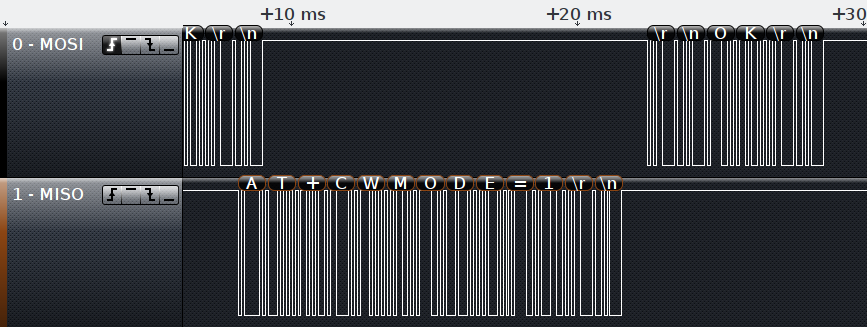 +10 ms +20 ms +30
K \r \n \r \n O K \r \n
0 - MOSI
A T + C W M O D E = 1 \r \n
1 - MISO